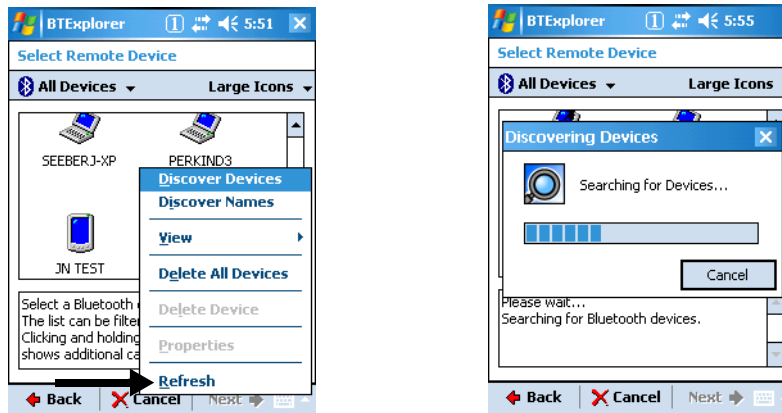 BTExplorer 1 5:51
Select Remote Device
All Devices Large Icons
SEEBERJ-XP PERKIND3
JN TEST
Discover Devices
Discover Names
View
Delete All Devices
Delete Device
Properties
Refresh
Select a Bluetooth
The list can be filter
Clicking and holding
shows additional ca
Back Cancel Next
BTExplorer 1 5:55
Select Remote Device
All Devices Large Icons
Discovering Devices
Searching for Devices...
Cancel
Please wait...
Searching for Bluetooth devices.
Back Cancel Next